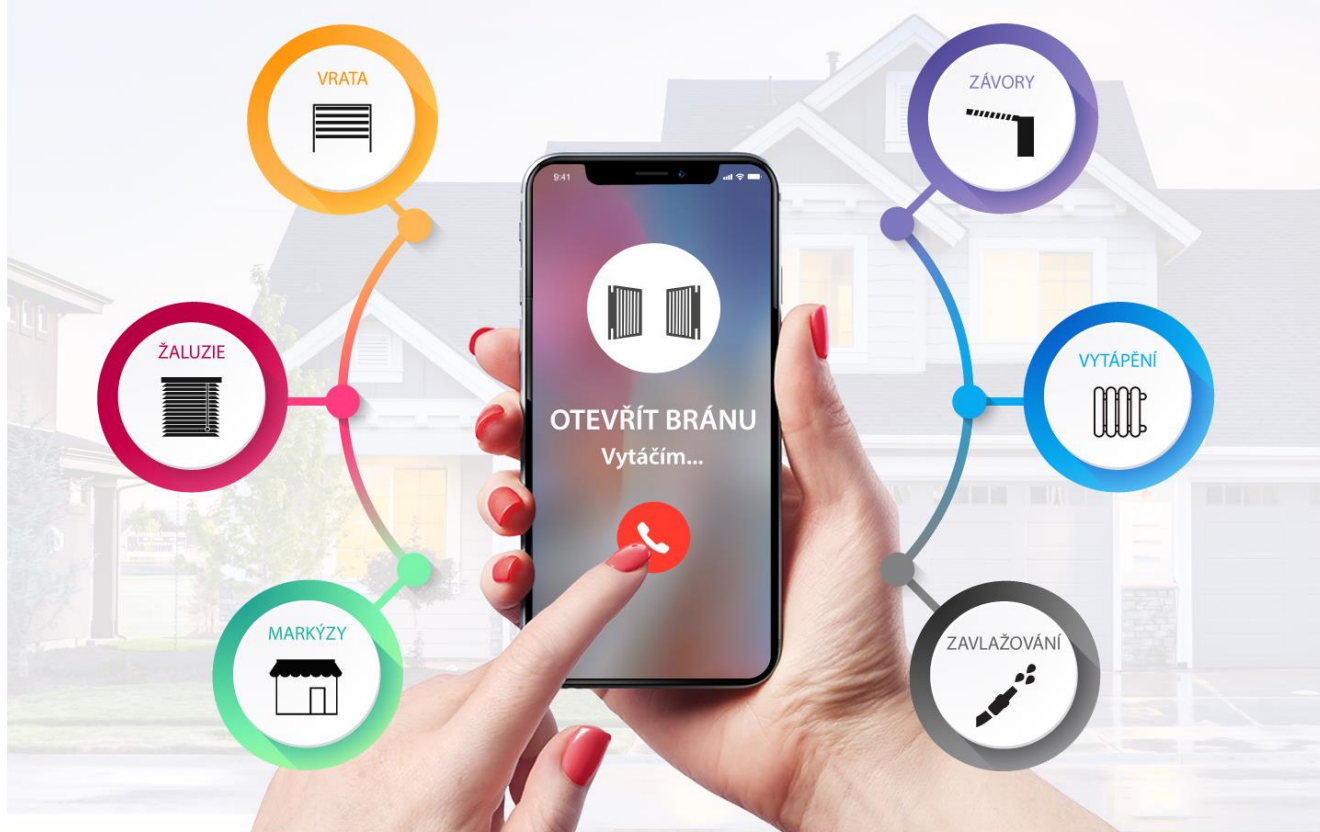 VRATA
ZÁVORY
9:41
ŽALUZIE
VYTÁPĚNÍ
OTEVŘÍT BRÁNU
Vytáčím...
MARKÝZY
ZAVLAŽOVÁNÍ